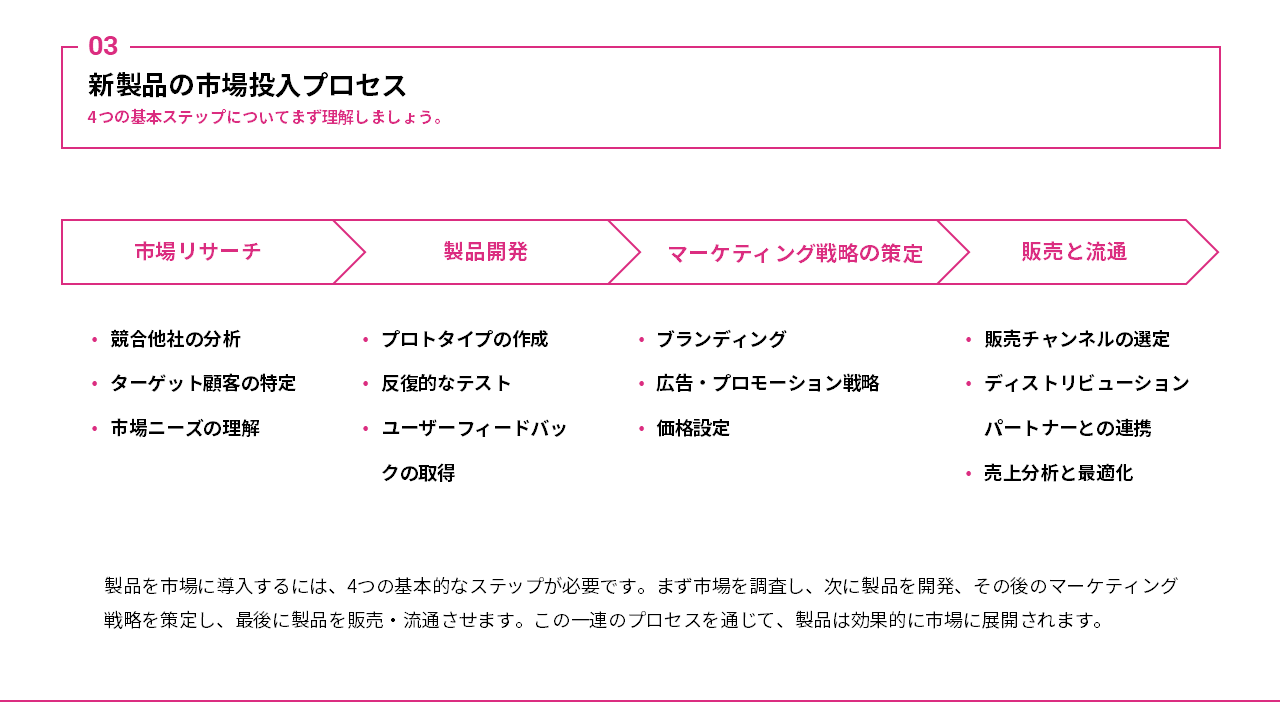 03
新製品の市場投入プロセス
4つの基本ステップについてまず理解しましょう。
市場リサーチ
製品開発
マーケティング戦略の策定
販売と流通
• 競合他社の分析
• ターゲット顧客の特定
• 市場ニーズの理解
• プロトタイプの作成
• 反復的なテスト
• ユーザーフィードバッ
クの取得
• ブランディング
• 広告・プロモーション戦略
• 価格設定
• 販売チャンネルの選定
• ディストリビューション
パートナーとの連携
• 売上分析と最適化
製品を市場に導入するには、4つの基本的なステップが必要です。まず市場を調査し、次に製品を開発、その後のマーケティング
戦略を策定し、最後に製品を販売・流通させます。この一連のプロセスを通じて、製品は効果的に市場に展開されます。